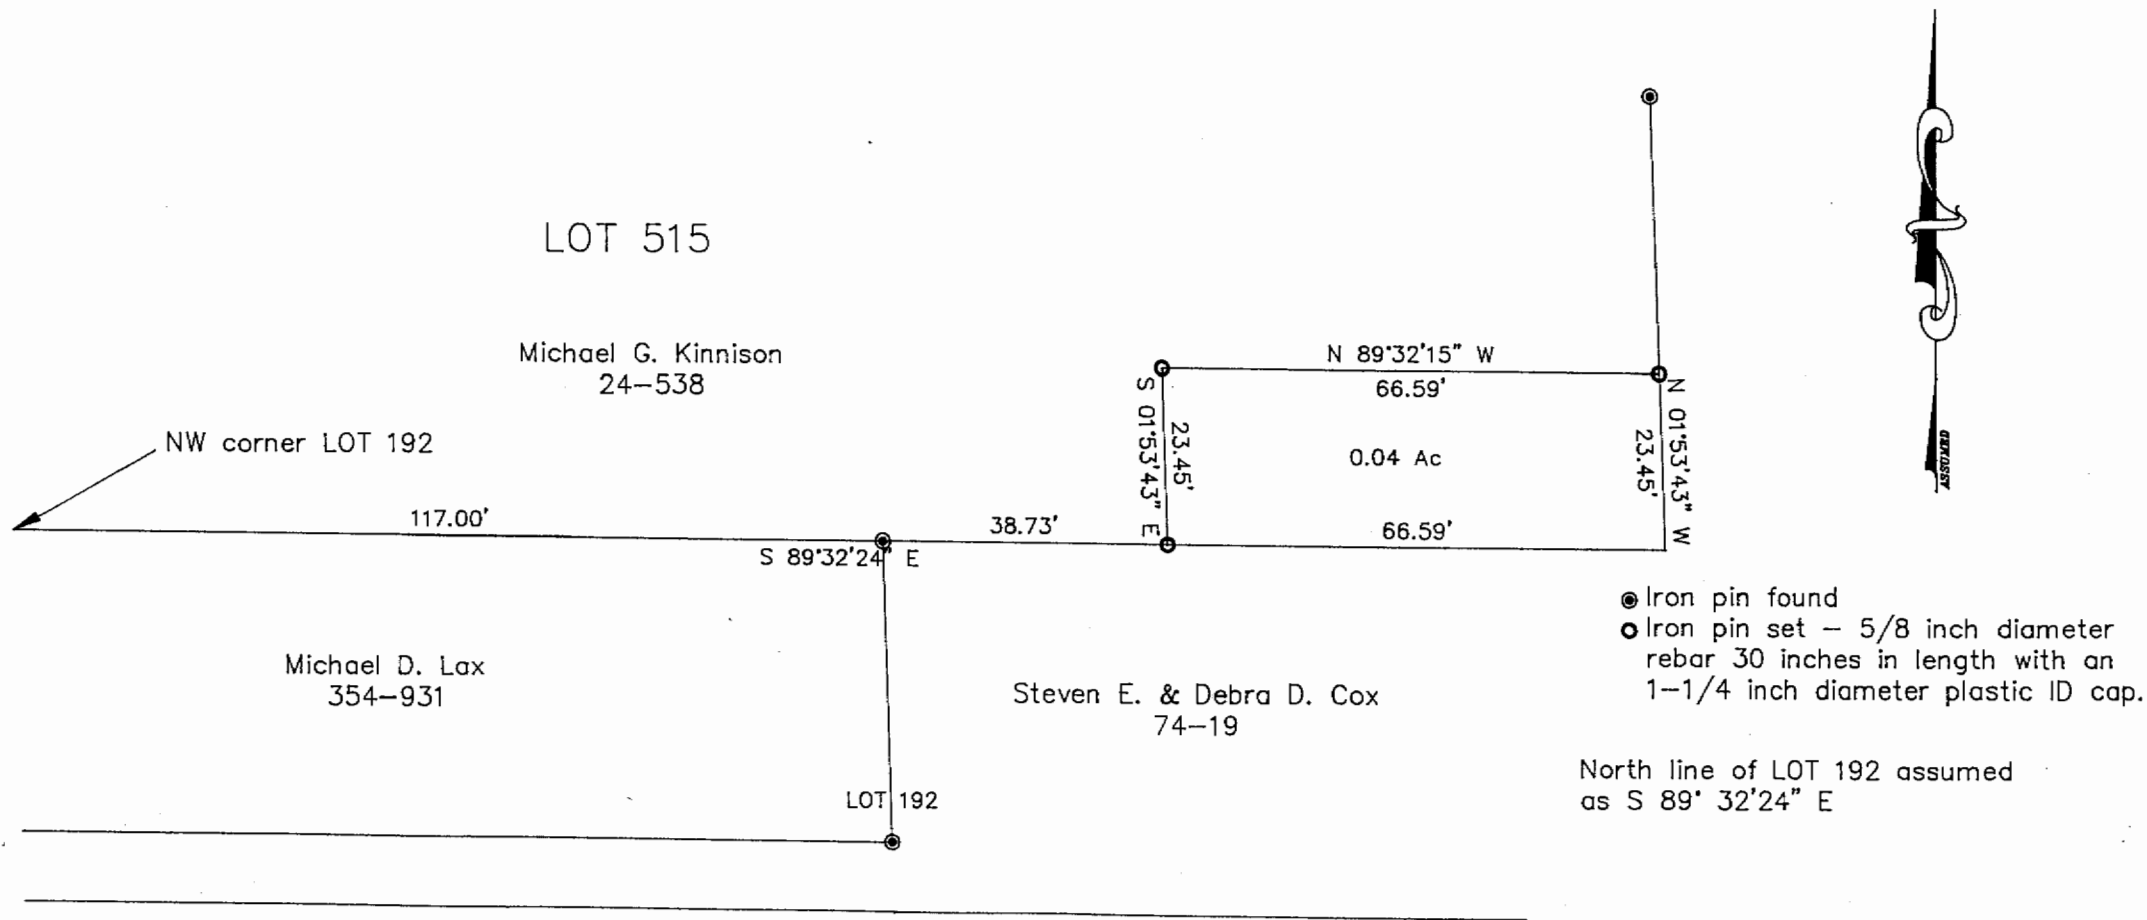 LOT 515
Michael G. Kinnison
24-538
NW corner LOT 192
N 89°32'15" W
66.59'
S 01°53'43" E
23.45'
0.04 Ac
23.45'
N 01°53'43" W
117.00'
38.73'
66.59'
S 89°32'24" E
ASSUMED
Iron pin found
Iron pin set – 5/8 inch diameter
rebar 30 inches in length with an
1-1/4 inch diameter plastic ID cap.
Michael D. Lax
354-931
Steven E. & Debra D. Cox
74-19
LOT 192
North line of LOT 192 assumed
as S 89° 32'24" E